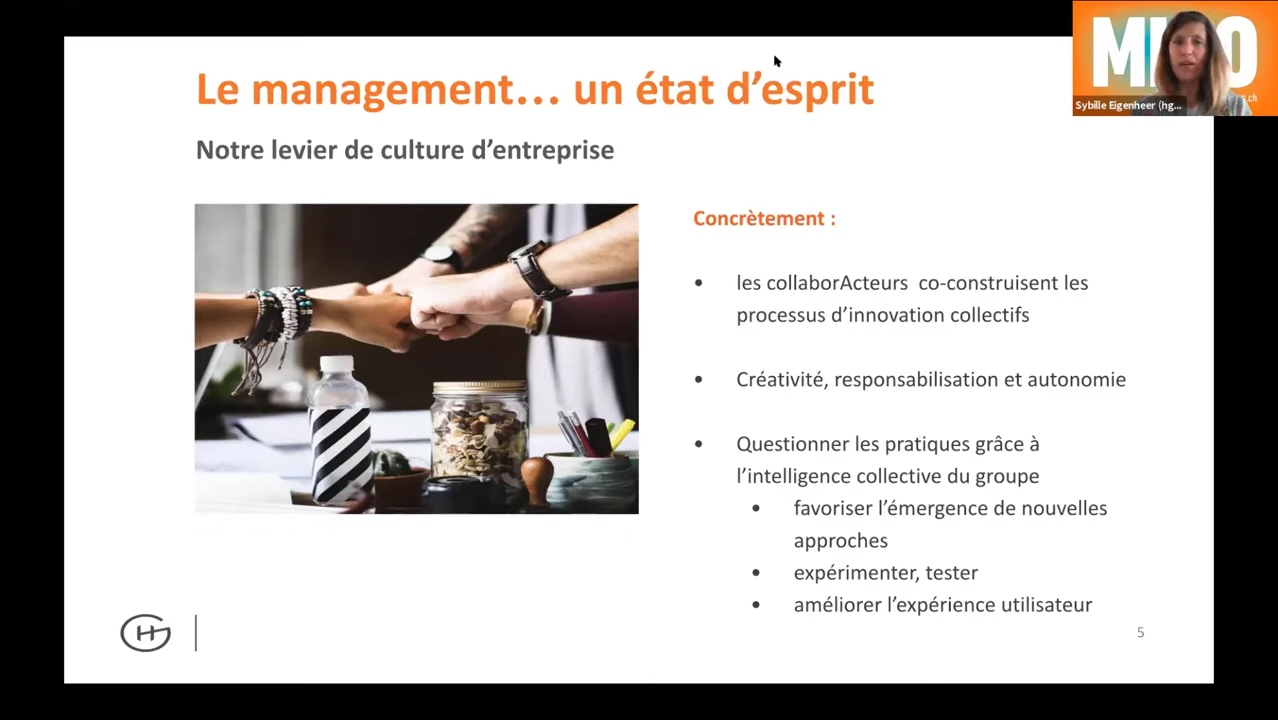 Le management… un état d’esprit
Notre levier de culture d’entreprise
Concrètement :
• les collaborActeurs co-construisent les
processus d’innovation collectifs
• Créativité, responsabilisation et autonomie
• Questionner les pratiques grâce à
l’intelligence collective du groupe
• favoriser l’émergence de nouvelles
approches
• expérimenter, tester
• améliorer l’expérience utilisateur
5
Sybille Eigenheer (hg...